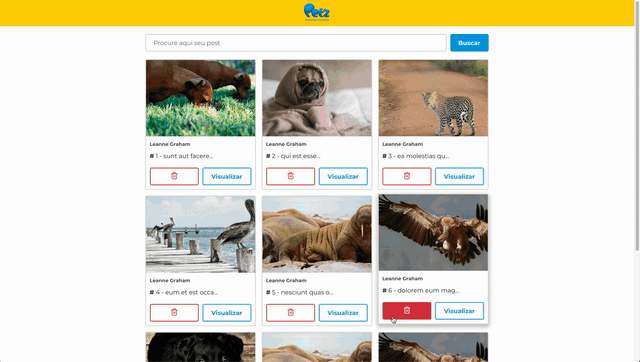 Petz
Procure aqui seu post
Buscar
Leanne Graham
# 1 - sunt aut facere...
Visualizar
Leanne Graham
# 2 - qui est esse...
Visualizar
Leanne Graham
# 3 - ea molestias qu...
Visualizar
Leanne Graham
# 4 - eum et est occa...
Visualizar
Leanne Graham
# 5 - nesciunt quas o...
Visualizar
Leanne Graham
# 6 - dolorem eum mag...
Visualizar